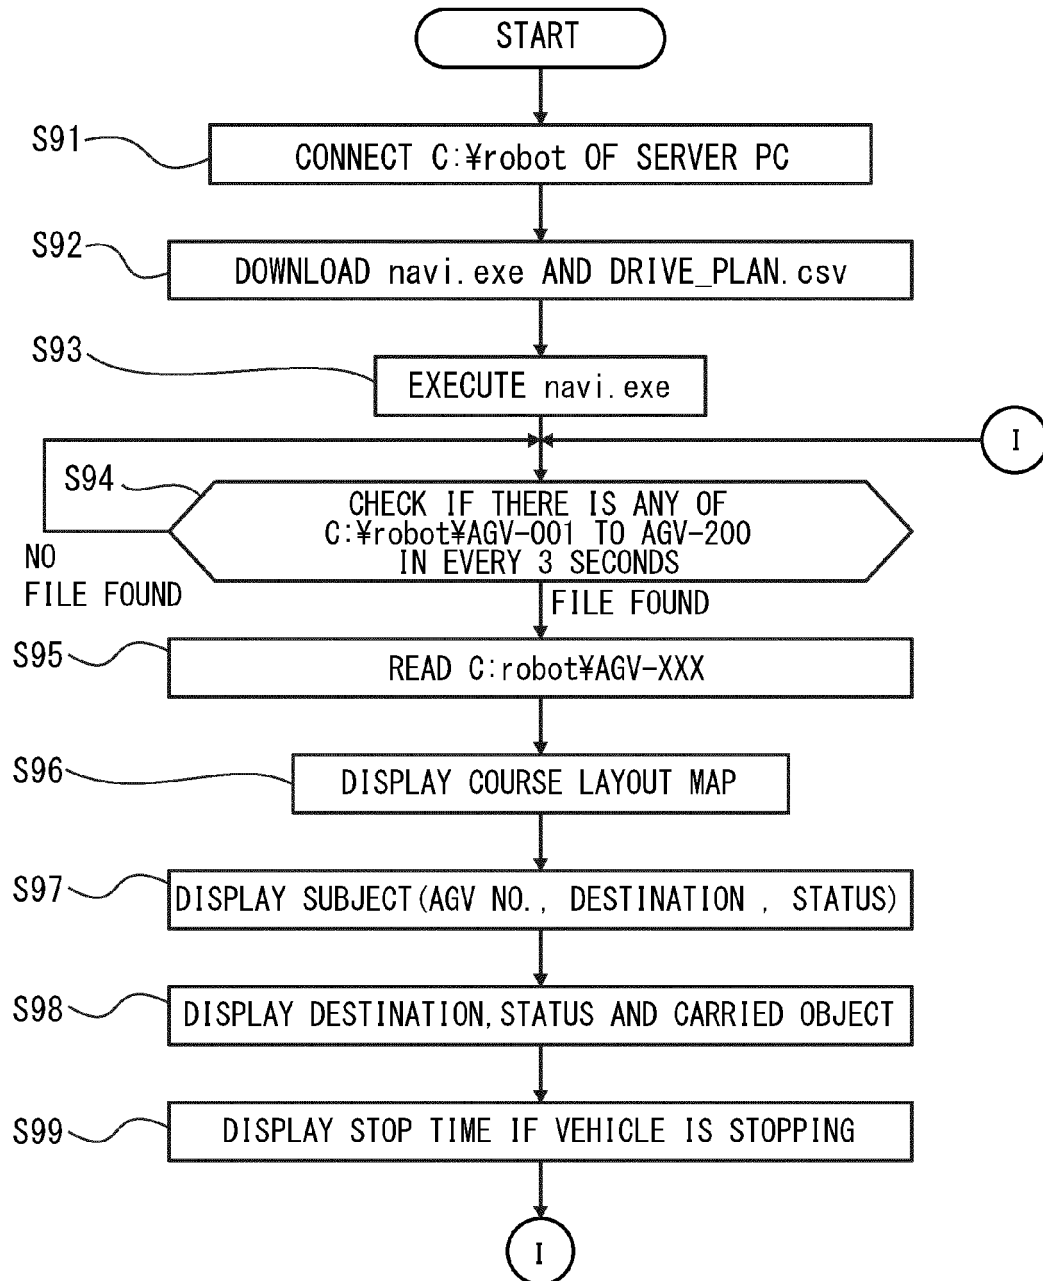 START
S91
CONNECT C:¥robot OF SERVER PC
S92
DOWNLOAD navi.exe AND DRIVE_PLAN.csv
S93
EXECUTE navi.exe
I
S94
CHECK IF THERE IS ANY OF
C:¥robot¥AGV-001 TO AGV-200
IN EVERY 3 SECONDS
NO
FILE FOUND
FILE FOUND
S95
READ C:robot¥AGV-XXX
S96
DISPLAY COURSE LAYOUT MAP
S97
DISPLAY SUBJECT(AGV NO., DESTINATION , STATUS)
S98
DISPLAY DESTINATION,STATUS AND CARRIED OBJECT
S99
DISPLAY STOP TIME IF VEHICLE IS STOPPING
I